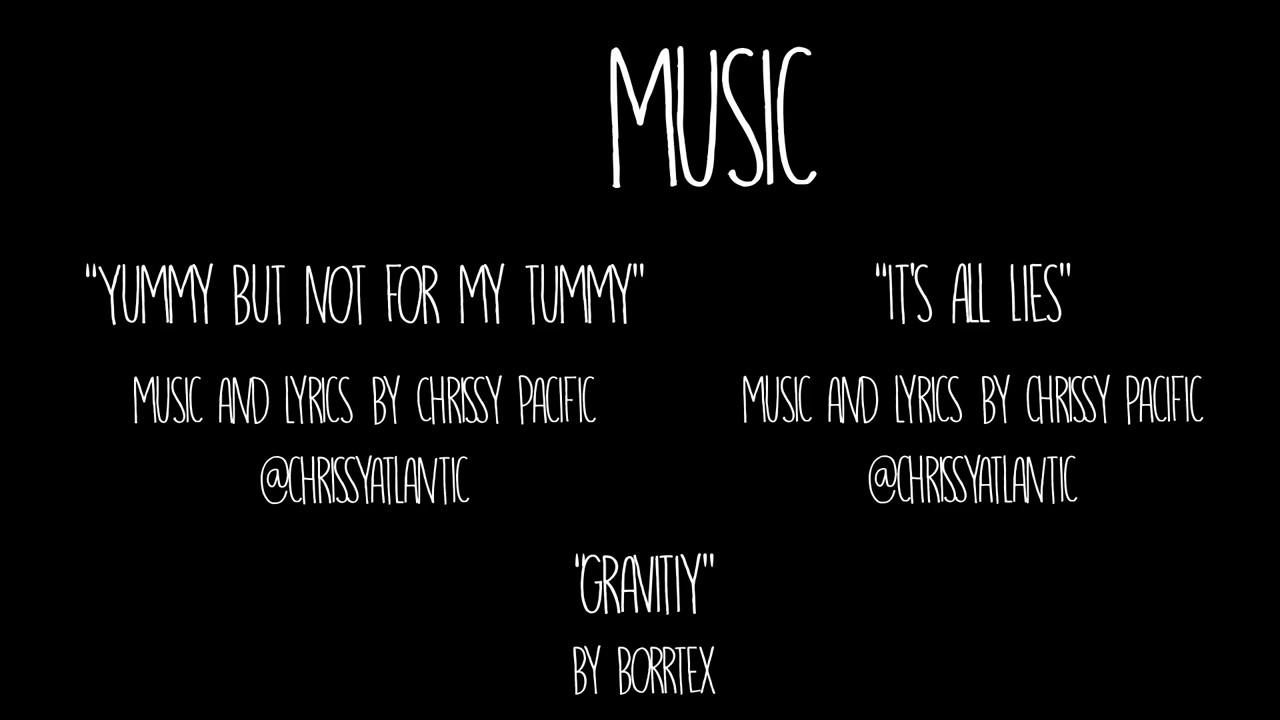 MUSIC
"YUMMY BUT NOT FOR MY TUMMY"
MUSIC AND LYRICS BY CHRISSY PACIFIC
@CHRISSYATLANTIC
"IT'S ALL LIES"
MUSIC AND LYRICS BY CHRISSY PACIFIC
@CHRISSYATLANTIC
"GRAVITIY"
BY BORRTEX